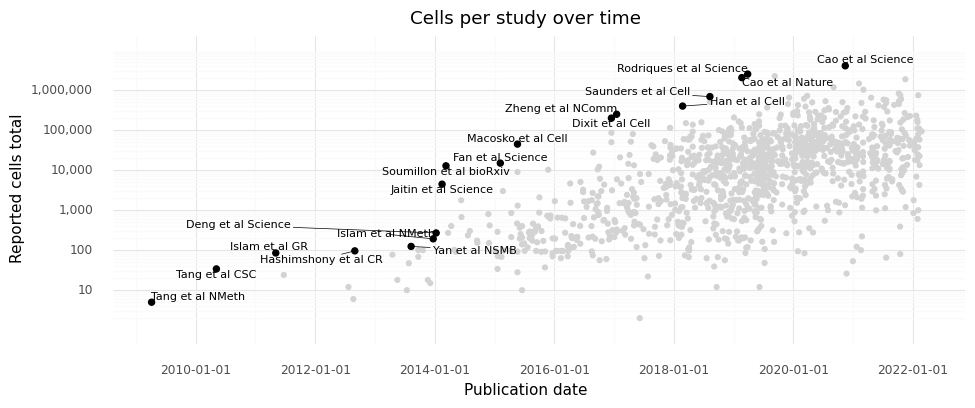 Cells per study over time
Reported cells total
1,000,000
100,000
10,000
1,000
100
10
Cao et al Science
Rodriques et al Science
Cao et al Nature
Saunders et al Cell
Han et al Cell
Zheng et al NComm
Dixit et al Cell
Macosko et al Cell
Fan et al Science
Soumillon et al bioRxiv
Jaitin et al Science
Deng et al Science
Islam et al NMeth
Islam et al GR
Yan et al NSMB
Hashimshony et al CR
Tang et al CSC
Tang et al NMeth
2010-01-01
2012-01-01
2014-01-01
2016-01-01
2018-01-01
2020-01-01
2022-01-01
Publication date